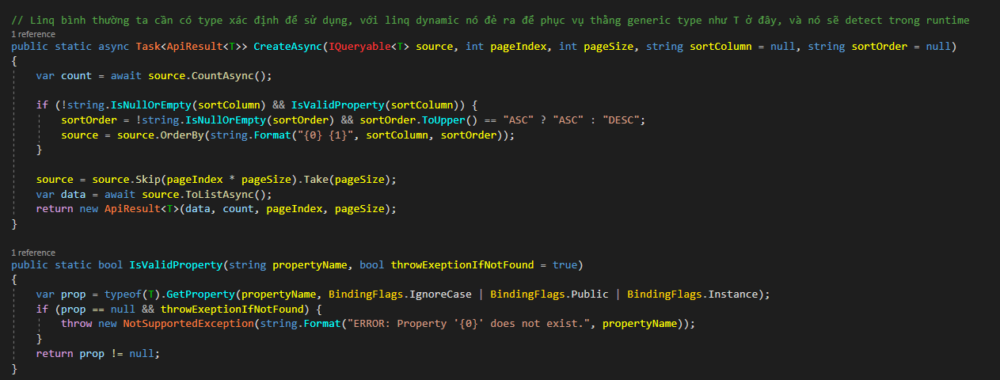 // Linq bình thường ta cần có type xác định để sử dụng, với linq dynamic nó đẻ ra để phục vụ thằng generic type như T ở đây, và nó sẽ detect trong runtime
1 reference
public static async Task<ApiResult<T>> CreateAsync(IQueryable<T> source, int pageIndex, int pageSize, string sortColumn = null, string sortOrder = null)
{
    var count = await source.CountAsync();

    if (!string.IsNullOrEmpty(sortColumn) && IsValidProperty(sortColumn)) {
        sortOrder = !string.IsNullOrEmpty(sortOrder) && sortOrder.ToUpper() == "ASC" ? "ASC" : "DESC";
        source = source.OrderBy(string.Format("{0} {1}", sortColumn, sortOrder));
    }

    source = source.Skip(pageIndex * pageSize).Take(pageSize);
    var data = await source.ToListAsync();
    return new ApiResult<T>(data, count, pageIndex, pageSize);
}

1 reference
public static bool IsValidProperty(string propertyName, bool throwExeptionIfNotFound = true)
{
    var prop = typeof(T).GetProperty(propertyName, BindingFlags.IgnoreCase | BindingFlags.Public | BindingFlags.Instance);
    if (prop == null && throwExeptionIfNotFound) {
        throw new NotSupportedException(string.Format("ERROR: Property '{0}' does not exist.", propertyName));
    }
    return prop != null;
}